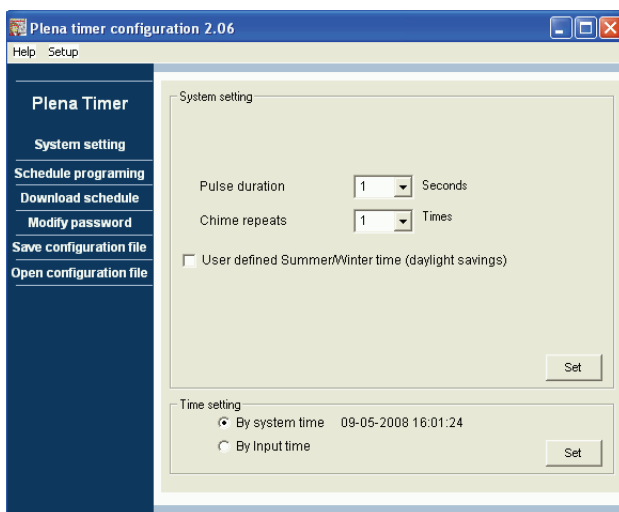 Plena timer configuration 2.06
Help Setup
Plena Timer
System setting
Schedule programing
Download schedule
Modify password
Save configuration file
Open configuration file
System setting
Pulse duration 1 Seconds
Chime repeats 1 Times
User defined Summer/Winter time (daylight savings)
Set
Time setting
By system time 09-05-2008 16:01:24
By Input time
Set